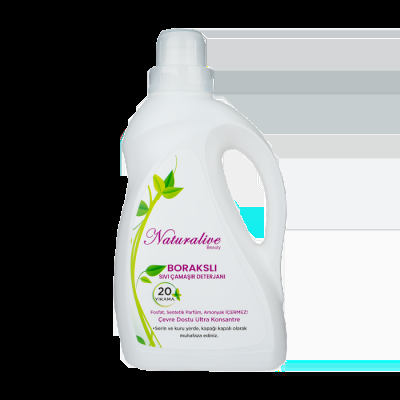 Naturalive
Beauty
BORAKSLI
SIVI ÇAMAŞIR DETERJANI
20
YIKAMA
Fosfat, Sentetik Parfüm, Amonyak İÇERMEZ!
Çevre Dostu Ultra Konsantre
•Serin ve kuru yerde, kapağı kapalı olarak
muhafaza ediniz.